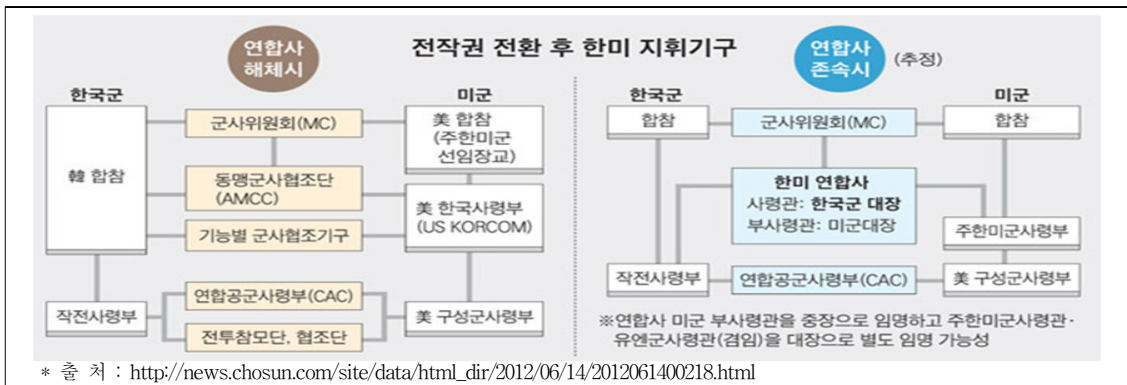 전작권 전환 후 한미 지휘기구
연합사
해체시
한국군
미군
군사위원회(MC)
韓 합참
美 합참
(주한미군
선임장교)
동맹군사협조단
(AMCC)
美 한국사령부
(US KORCOM)
기능별 군사협조기구
연합공군사령부(CAC)
작전사령부
美 구성군사령부
전투참모단, 협조단
연합사
존속시
(추정)
한국군
미군
합참
군사위원회(MC)
합참
한미 연합사
사령관: 한국군 대장
부사령관: 미군대장
주한미군사령부
작전사령부
연합공군사령부(CAC)
美 구성군사령부
※연합사 미군 부사령관을 중장으로 임명하고 주한미군사령관·
유엔군사령관(겸임)을 대장으로 별도 임명 가능성
* 출 처 : http://news.chosun.com/site/data/html_dir/2012/06/14/2012061400218.html